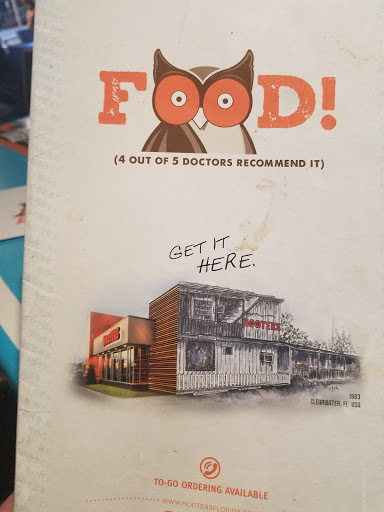 FOOD!
(4 OUT OF 5 DOCTORS RECOMMEND IT)
GET IT
HERE.
HOOTERS
1983
CLEARWATER, FL USA
TO-GO ORDERING AVAILABLE